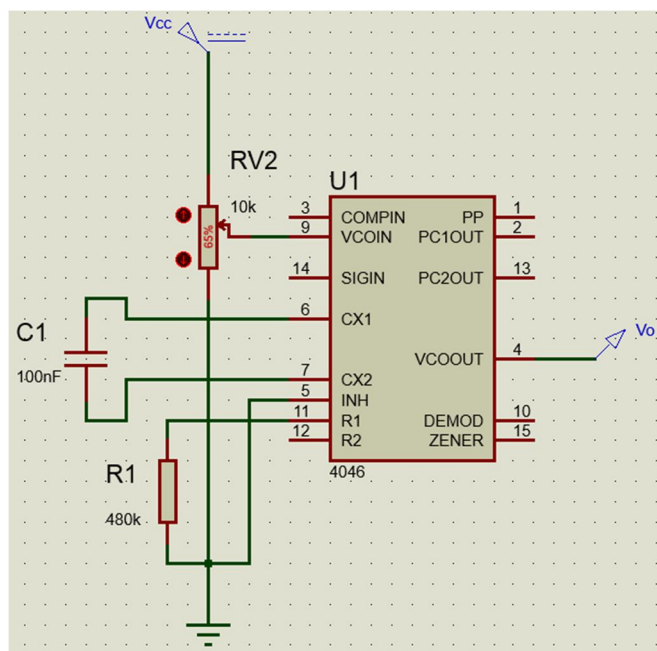 Vcc
RV2
10k
65%
U1
3 COMPIN PP 1
9 VCOIN PC1OUT 2
14 SIGIN PC2OUT 13
6 CX1
VCOOUT 4 Vo
7 CX2
5 INH
11 R1 DEMOD 10
12 R2 ZENER 15
4046
C1
100nF
R1
480k